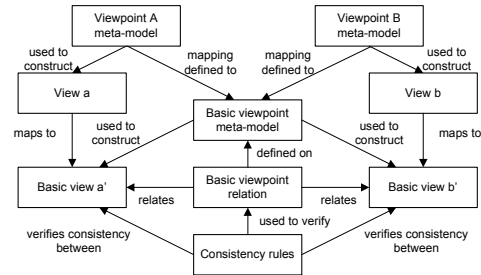 Viewpoint A
meta-model
Viewpoint B
meta-model
used to
construct
mapping
defined to
mapping
defined to
used to
construct
View a
View b
Basic viewpoint
meta-model
maps to
used to
construct
used to
construct
maps to
defined on
Basic view a'
Basic viewpoint
relation
Basic view b'
relates
relates
used to verify
verifies consistency
between
verifies consistency
between
Consistency rules